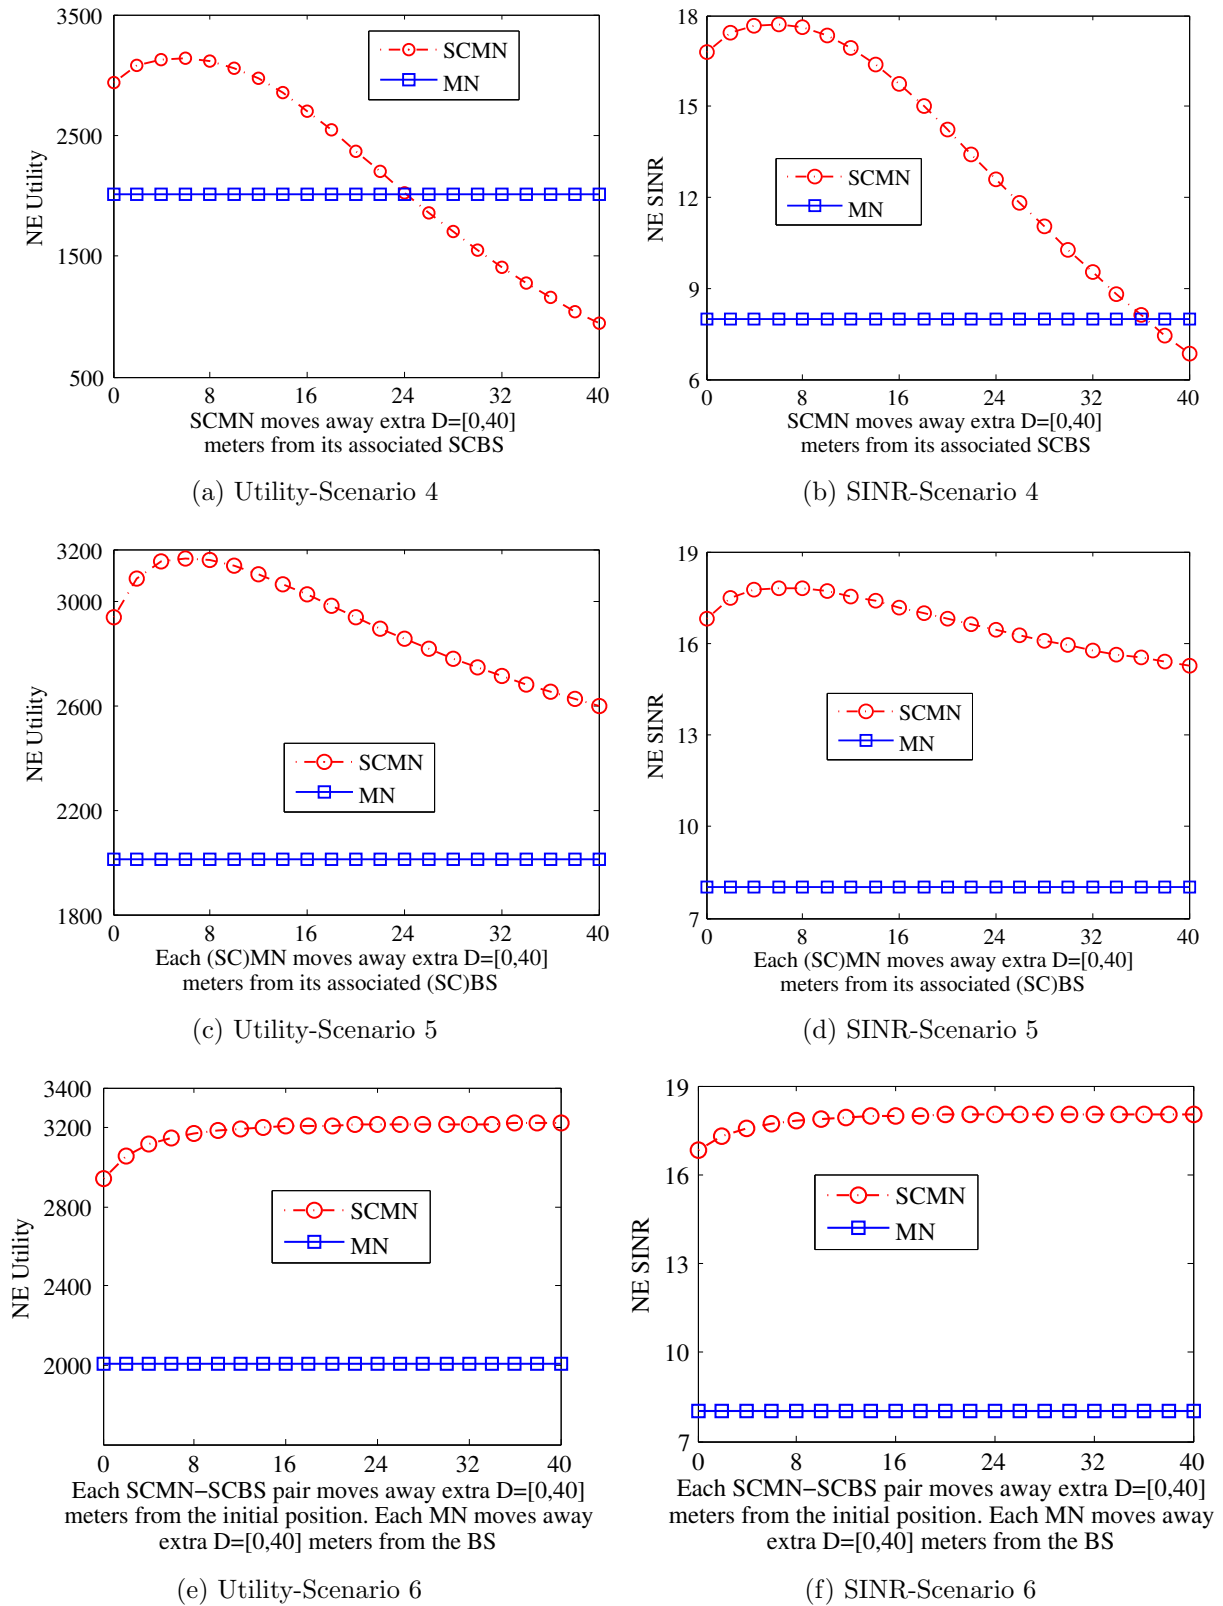 3500
2500
1500
500
NE Utility
SCMN
MN
0 8 16 24 32 40
SCMN moves away extra D=[0,40]
meters from its associated SCBS
(a) Utility-Scenario 4
18
18
15
12
9
6
NE SINR
SCMN
MN
0 8 16 24 32 40
SCMN moves away extra D=[0,40]
meters from its associated SCBS
(b) SINR-Scenario 4
3200
3000
2600
2200
1800
NE Utility
SCMN
MN
0 8 16 24 32 40
Each (SC)MN moves away extra D=[0,40]
meters from its associated (SC)BS
(c) Utility-Scenario 5
19
16
13
10
7
NE SINR
SCMN
MN
0 8 16 24 32 40
Each (SC)MN moves away extra D=[0,40]
meters from its associated (SC)BS
(d) SINR-Scenario 5
3400
3200
2800
2400
2000
NE Utility
SCMN
MN
0 8 16 24 32 40
Each SCMN−SCBS pair moves away extra D=[0,40]
meters from the initial position. Each MN moves away
extra D=[0,40] meters from the BS
(e) Utility-Scenario 6
19
16
13
10
7
NE SINR
SCMN
MN
0 8 16 24 32 40
Each SCMN−SCBS pair moves away extra D=[0,40]
meters from the initial position. Each MN moves away
extra D=[0,40] meters from the BS
(f) SINR-Scenario 6